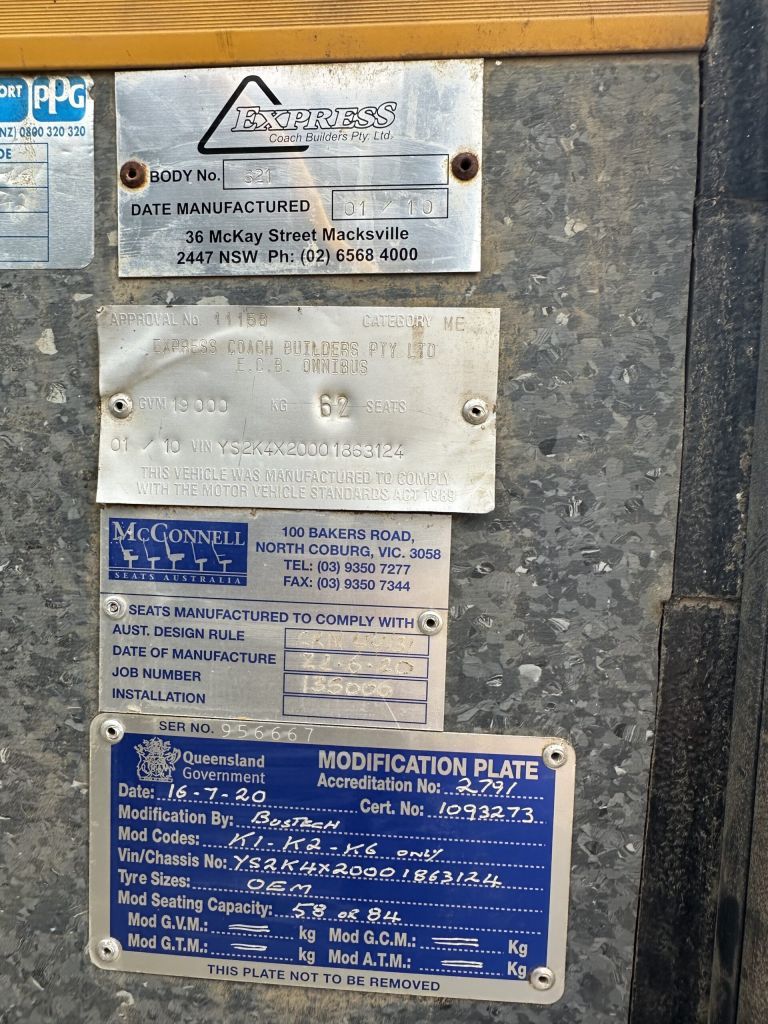 ORT PPG
NZ) 0800 320 320
DE
EXPRESS
Coach Builders Pty. Ltd.
BODY No. 321
DATE MANUFACTURED 01 / 10
36 McKay Street Macksville
2447 NSW Ph: (02) 6568 4000
APPROVAL No 11158 CATEGORY ME
EXPRESS COACH BUILDERS PTY LTD
E.C.B. OMNIBUS
GVM 19000 KG 62 SEATS
01 / 10 VIN YS2K4X20001863124
THIS VEHICLE WAS MANUFACTURED TO COMPLY
WITH THE MOTOR VEHICLE STANDARDS ACT 1989
MCCONNELL
SEATS AUSTRALIA
100 BAKERS ROAD,
NORTH COBURG, VIC. 3058
TEL: (03) 9350 7277
FAX: (03) 9350 7344
SEATS MANUFACTURED TO COMPLY WITH
AUST. DESIGN RULE
DATE OF MANUFACTURE 22-6-20
JOB NUMBER 135666
INSTALLATION
SER NO. 956667
Queensland
Government
MODIFICATION PLATE
Accreditation No: 2791
Date: 16-7-20 Cert. No: 1093273
Modification By: BUSTECH
Mod Codes: K1-K2-K6 ONLY
Vin/Chassis No: YS2K4X20001863124
Tyre Sizes: OEM
Mod Seating Capacity: 58 OR 84
Mod G.V.M.: = kg Mod G.C.M.: = Kg
Mod G.T.M.: = kg Mod A.T.M.: = Kg
THIS PLATE NOT TO BE REMOVED